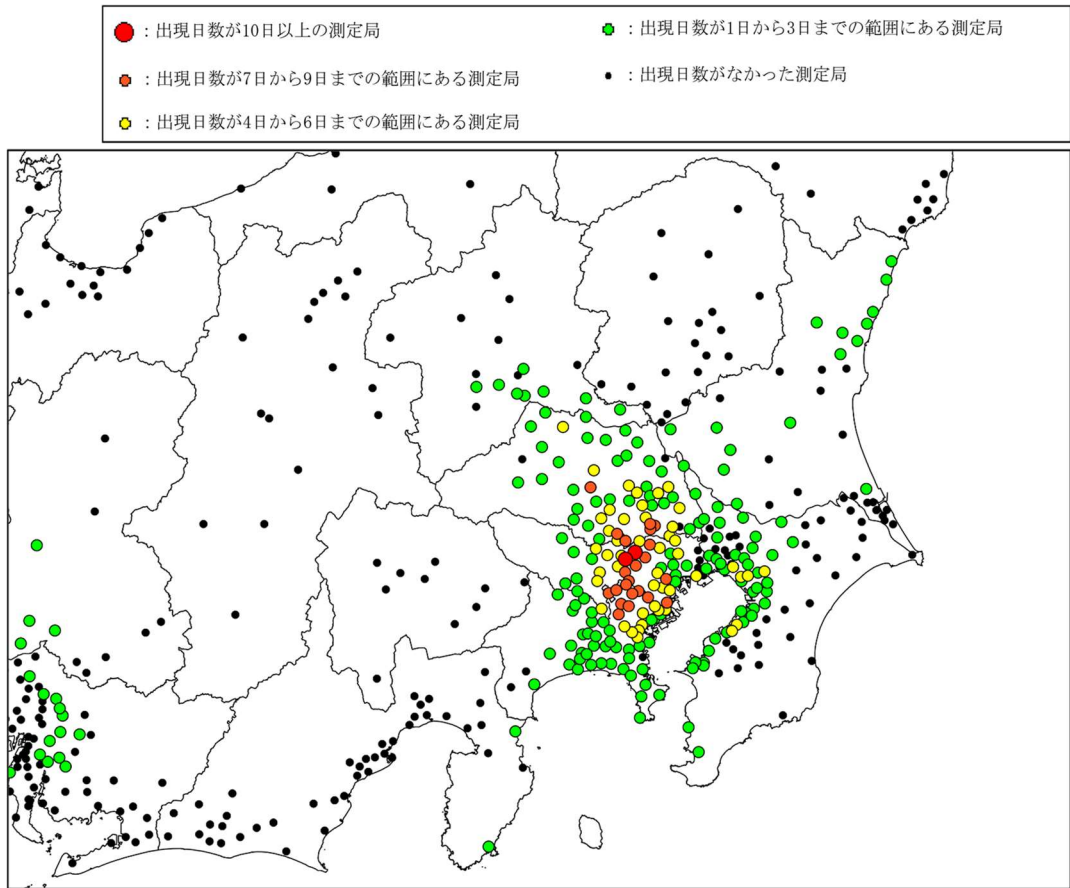 ：出現日数が10日以上の測定局
：出現日数が7日から9日までの範囲にある測定局
：出現日数が4日から6日までの範囲にある測定局
：出現日数が1日から3日までの範囲にある測定局
：出現日数がなかった測定局